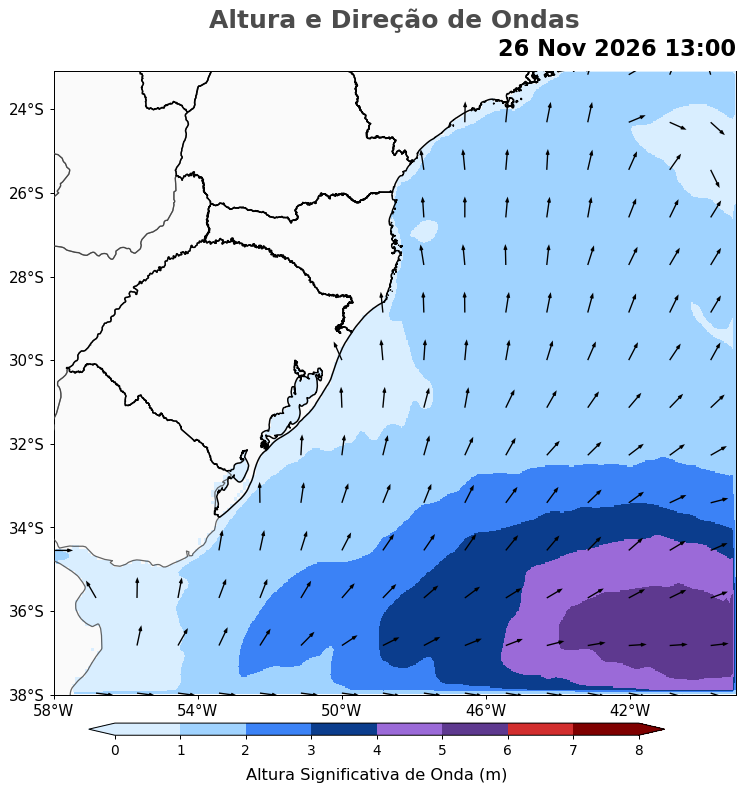 Altura e Direção de Ondas
26 Nov 2026 13:00
24°S
26°S
28°S
30°S
32°S
34°S
36°S
38°S
58°W 54°W 50°W 46°W 42°W
0 1 2 3 4 5 6 7 8
Altura Significativa de Onda (m)